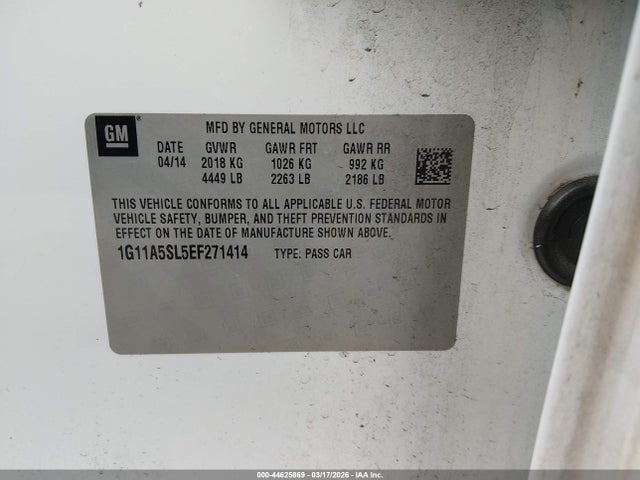 GM®
MFD BY GENERAL MOTORS LLC
DATE GVWR GAWR FRT GAWR RR
04/14 2018 KG 1026 KG 992 KG
4449 LB 2263 LB 2186 LB
THIS VEHICLE CONFORMS TO ALL APPLICABLE U.S. FEDERAL MOTOR
VEHICLE SAFETY, BUMPER, AND THEFT PREVENTION STANDARDS IN
EFFECT ON THE DATE OF MANUFACTURE SHOWN ABOVE.
1G11A5SL5EF271414 TYPE: PASS CAR
000-44625869 | 03/17/2026 - COPART.COM